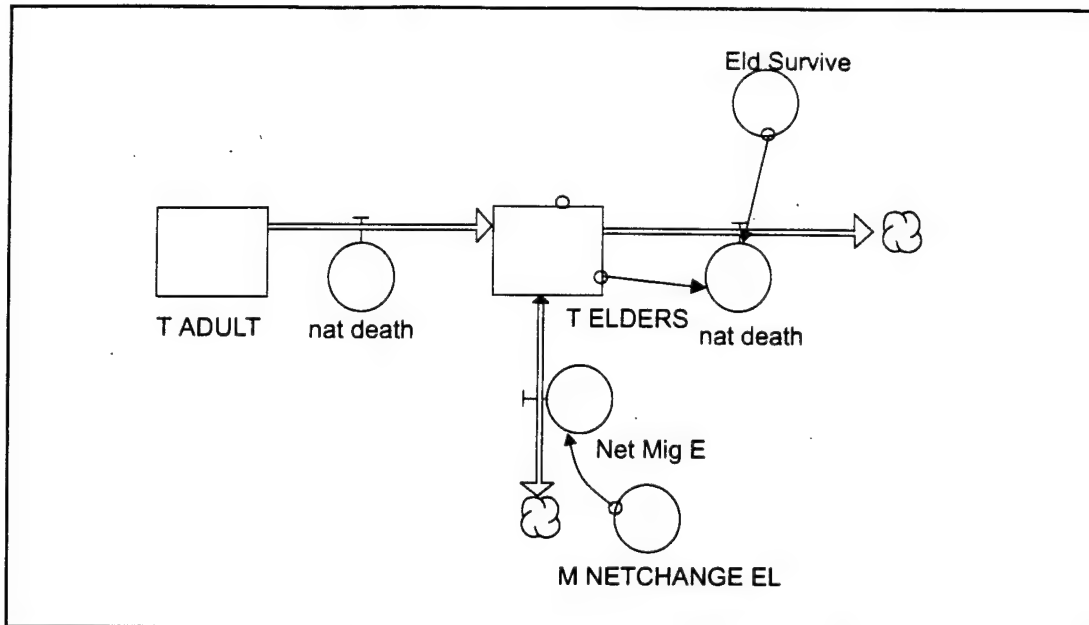 Eld Survive
T ADULT
nat death
T ELDERS
nat death
Net Mig E
M NETCHANGE EL